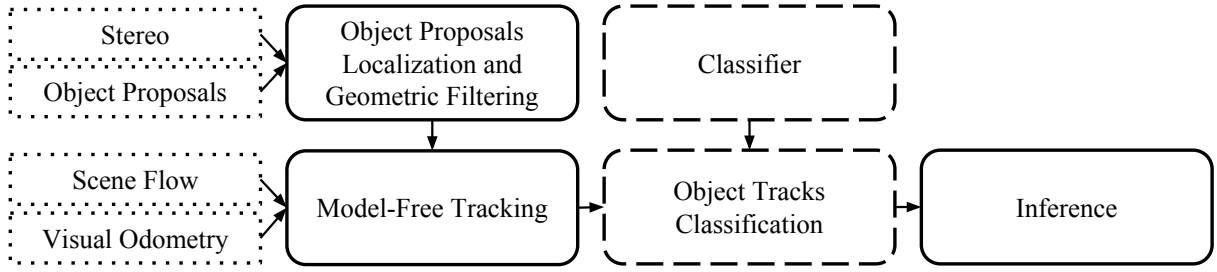 Stereo
Object Proposals
Object Proposals
Localization and
Geometric Filtering
Classifier
Scene Flow
Visual Odometry
Model-Free Tracking
Object Tracks
Classification
Inference